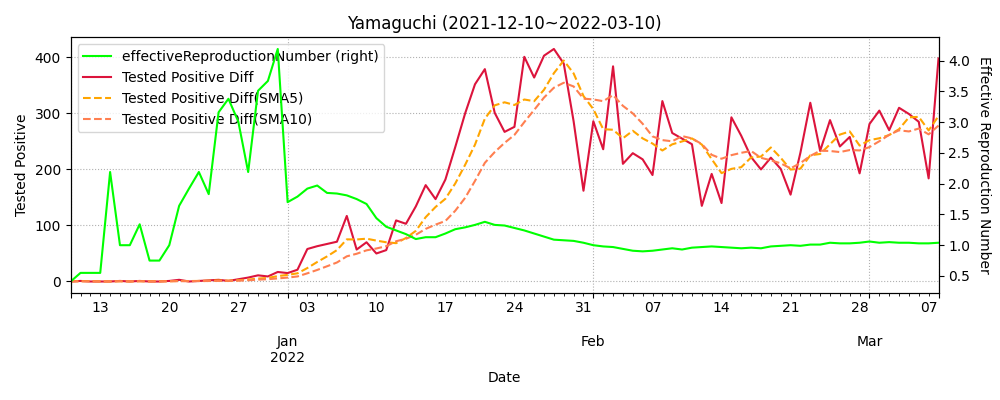 Yamaguchi (2021-12-10~2022-03-10)
effectiveReproductionNumber (right)
Tested Positive Diff
Tested Positive Diff(SMA5)
Tested Positive Diff(SMA10)
Tested Positive
400
300
200
100
0
4.0
3.5
3.0
2.5
2.0
1.5
1.0
0.5
Effective Reproductive Number
13 20 27 03 10 17 24 31 07 14 21 28 07
Jan Feb Mar
2022
Date